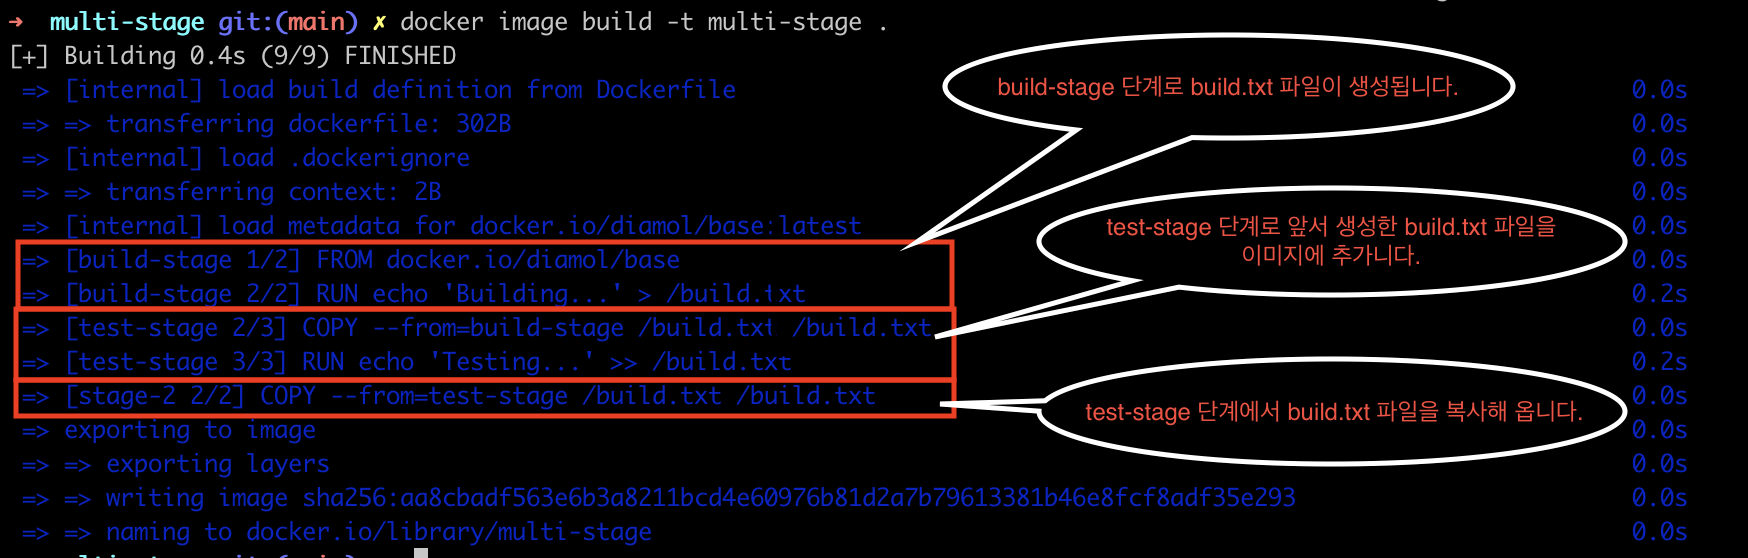 → multi-stage git:(main) ✗ docker image build -t multi-stage .
[+] Building 0.4s (9/9) FINISHED
=> [internal] load build definition from Dockerfile 0.0s
=> => transferring dockerfile: 302B 0.0s
=> [internal] load .dockerignore 0.0s
=> => transferring context: 2B 0.0s
=> [internal] load metadata for docker.io/diamol/base:latest 0.0s
=> [build-stage 1/2] FROM docker.io/diamol/base 0.0s
=> [build-stage 2/2] RUN echo 'Building...' > /build.txt 0.2s
=> [test-stage 2/3] COPY --from=build-stage /build.txt /build.txt 0.0s
=> [test-stage 3/3] RUN echo 'Testing...' >> /build.txt 0.2s
=> [stage-2 2/2] COPY --from=test-stage /build.txt /build.txt 0.0s
=> exporting to image 0.0s
=> => exporting layers 0.0s
=> => writing image sha256:aa8cbadf563e6b3a8211bcd4e60976b81d2a7b79613381b46e8fcf8adf35e293 0.0s
=> => naming to docker.io/library/multi-stage 0.0s
build-stage 단계로 build.txt 파일이 생성됩니다.
test-stage 단계로 앞서 생성한 build.txt 파일을
이미지에 추가니다.
test-stage 단계에서 build.txt 파일을 복사해 옵니다.